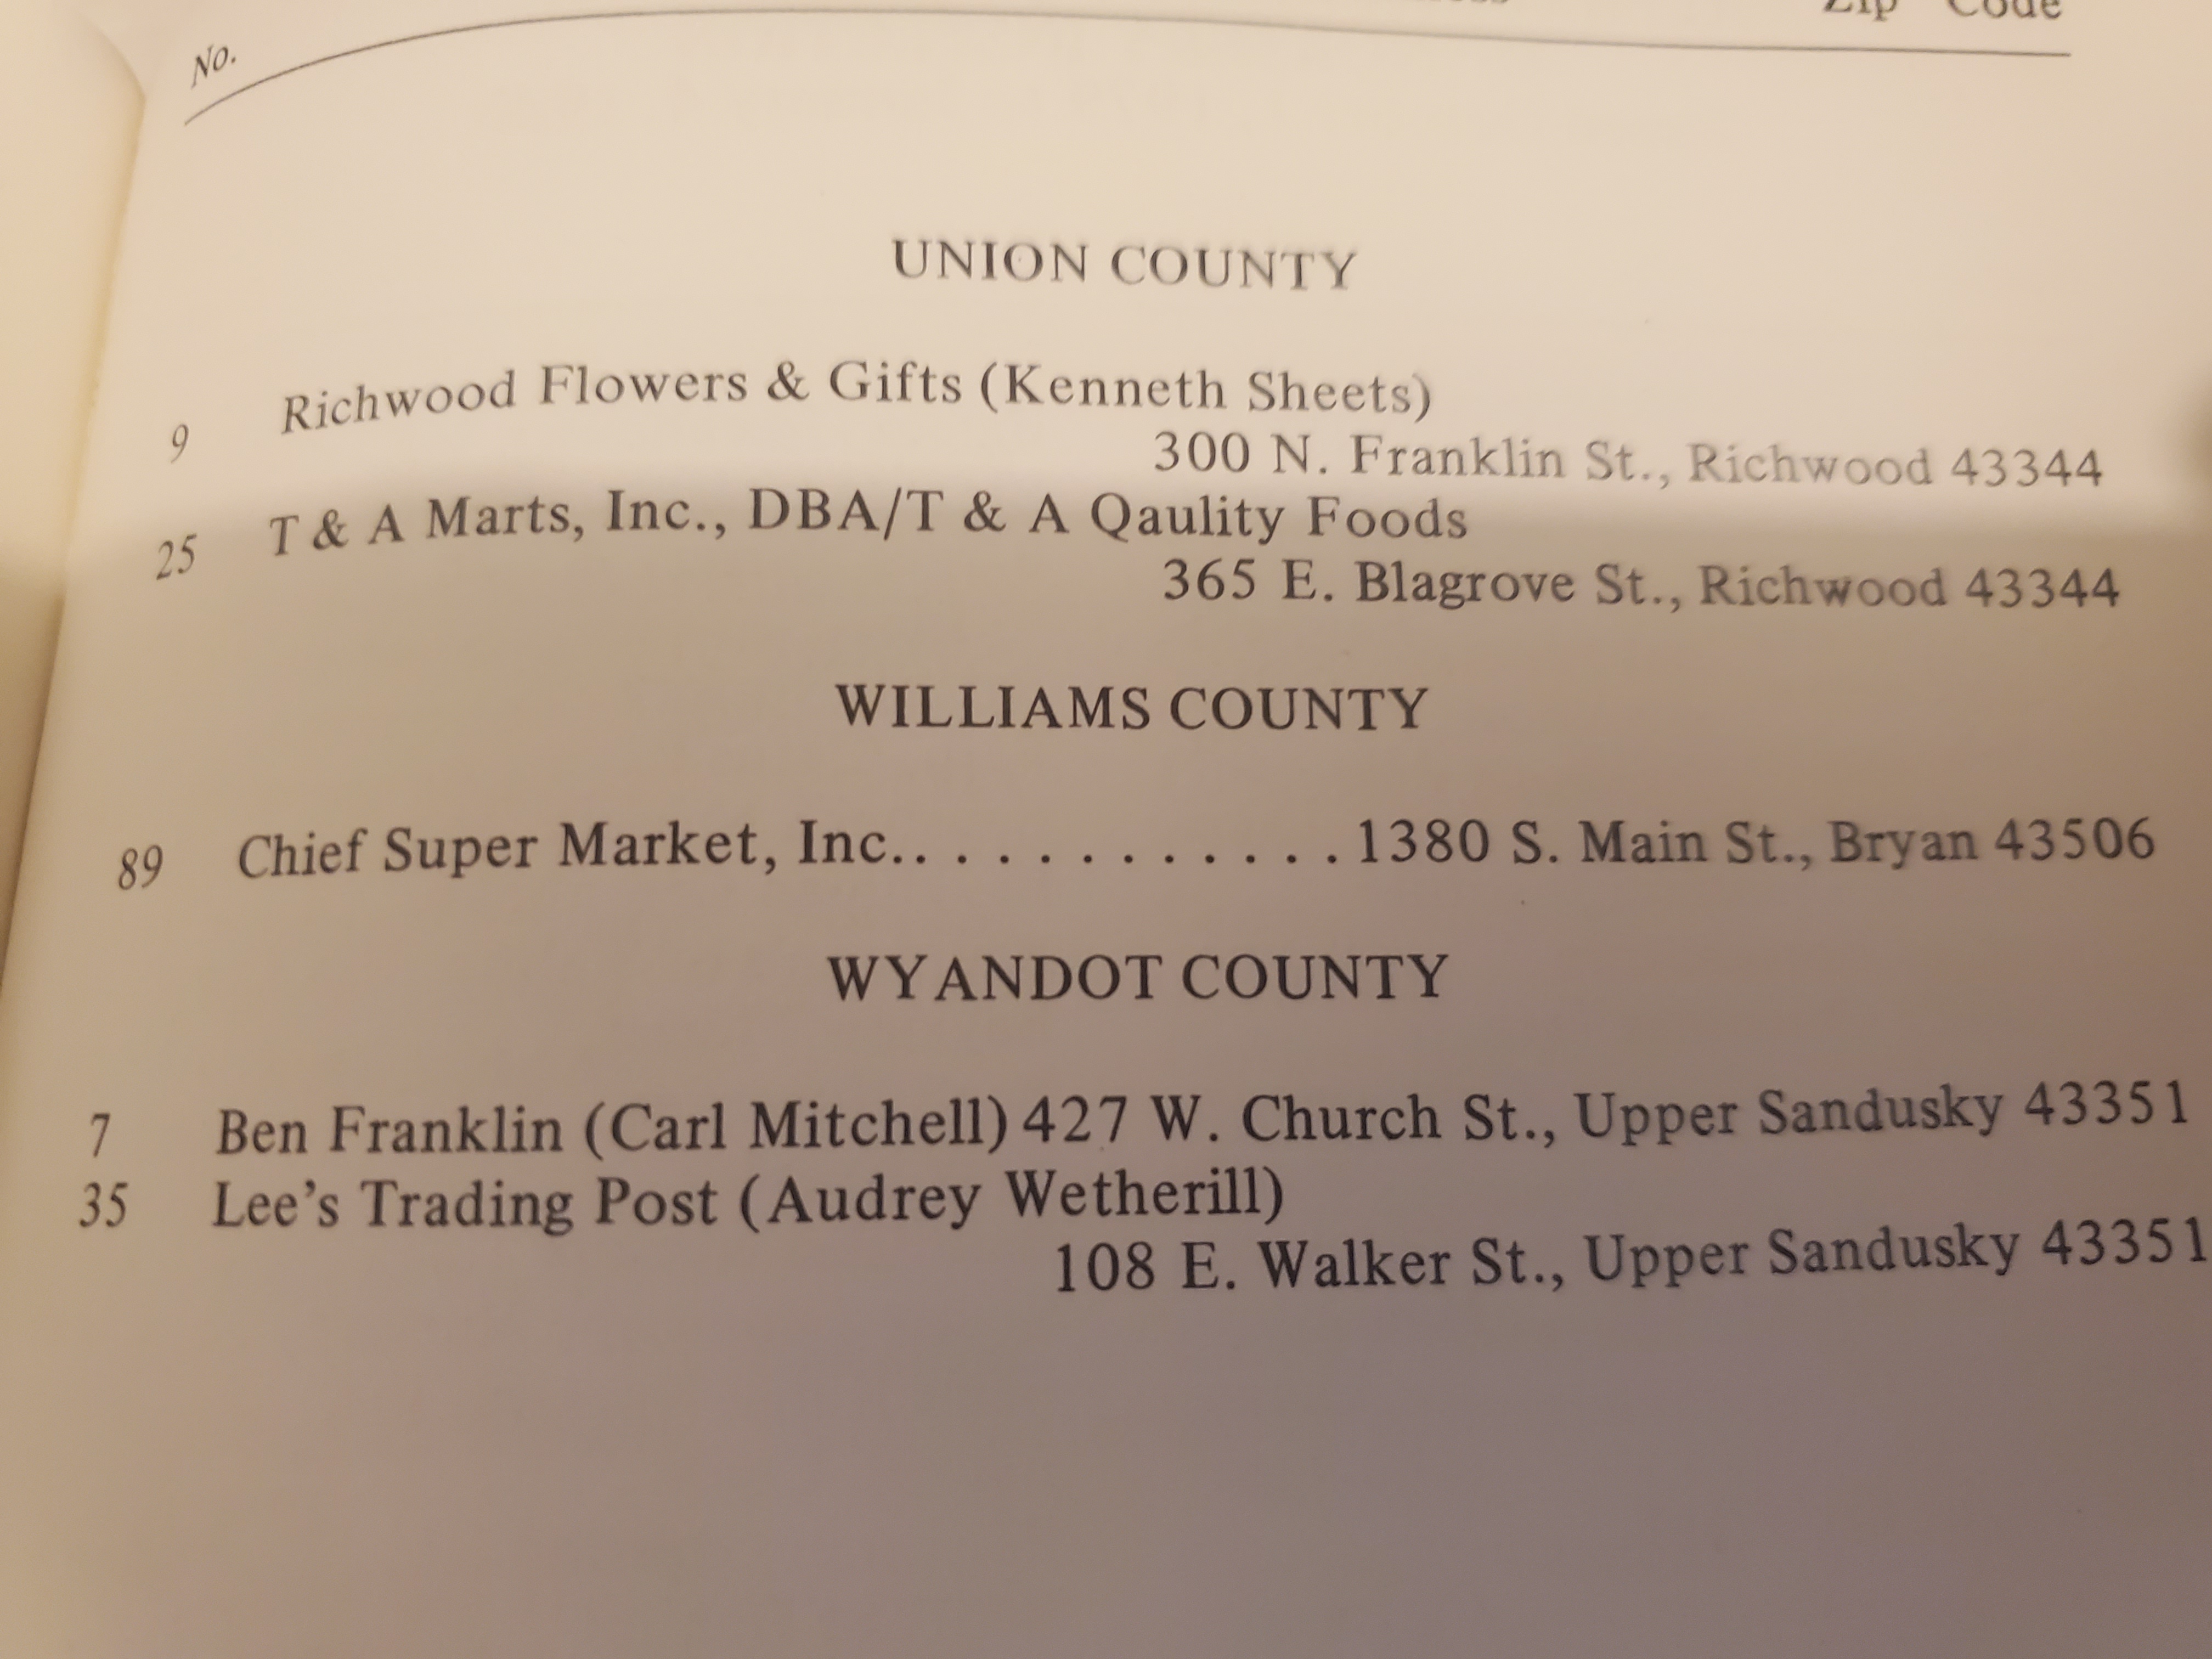 No. Zip Code
UNION COUNTY
9 Richwood Flowers & Gifts (Kenneth Sheets)
300 N. Franklin St., Richwood 43344
25 T & A Marts, Inc., DBA/T & A Qaulity Foods
365 E. Blagrove St., Richwood 43344
WILLIAMS COUNTY
89 Chief Super Market, Inc.. . . . . . . . . . . .1380 S. Main St., Bryan 43506
WYANDOT COUNTY
7 Ben Franklin (Carl Mitchell) 427 W. Church St., Upper Sandusky 43351
35 Lee's Trading Post (Audrey Wetherill)
108 E. Walker St., Upper Sandusky 43351